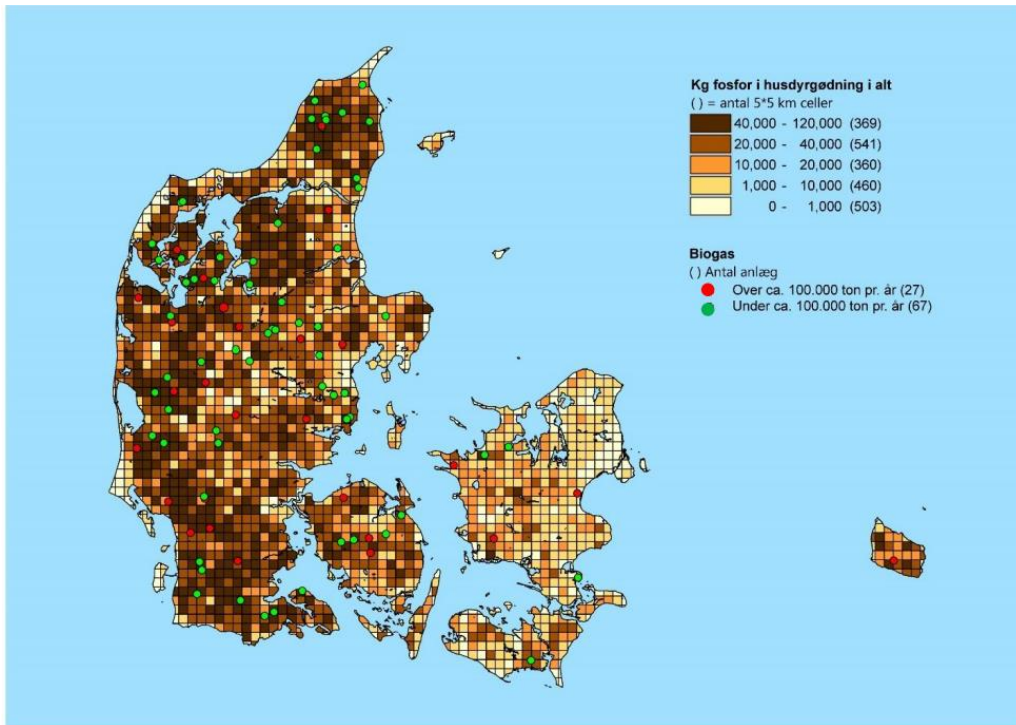 Kg fosfor i husdyrgødning i alt
( ) = antal 5*5 km celler
40,000 - 120,000 (369)
20,000 - 40,000 (541)
10,000 - 20,000 (360)
1,000 - 10,000 (460)
0 - 1,000 (503)
Biogas
( ) Antal anlæg
Over ca. 100.000 ton pr. år (27)
Under ca. 100.000 ton pr. år (67)